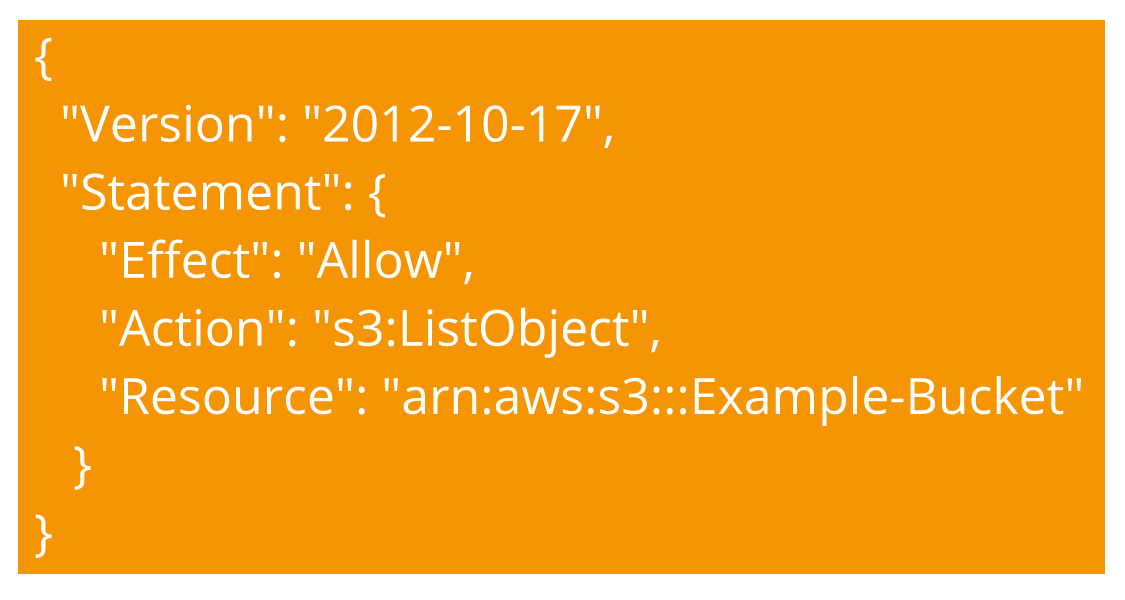 {
"Version": "2012-10-17",
"Statement": {
"Effect": "Allow",
"Action": "s3:ListObject",
"Resource": "arn:aws:s3:::Example-Bucket"
}
}